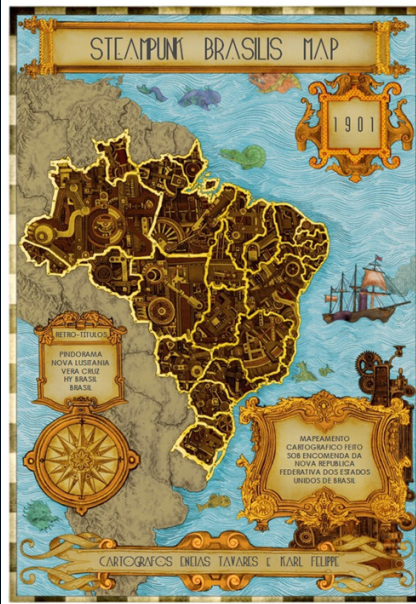 STEAMPUNK BRASILIS MAP
1901
RETRO-TITULOS
PINDORAMA
NOVA LUSITANIA
VERA CRUZ
HY BRASIL
BRASIL
MAPEAMENTO
CARTOGRAFICO FEITO
SOB ENCOMENDA DA
NOVA REPUBLICA
FEDERATIVA DOS ESTADOS
UNIDOS DE BRASIL
CARTOGRAFOS ENEIAS TAVARES E KARL FELIPPE